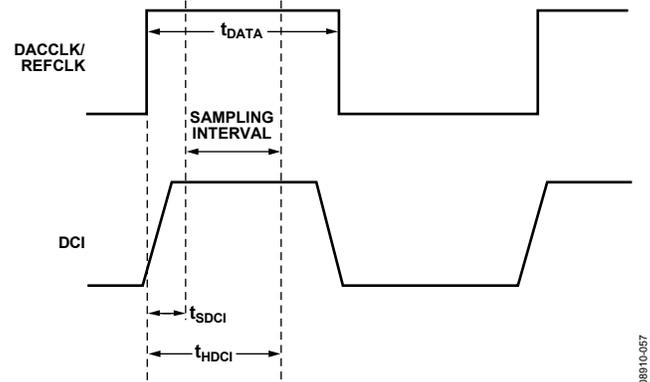 DACCLK/
REFCLK
tDATA
SAMPLING
INTERVAL
DCI
tSDCI
tHDCI
08910-057